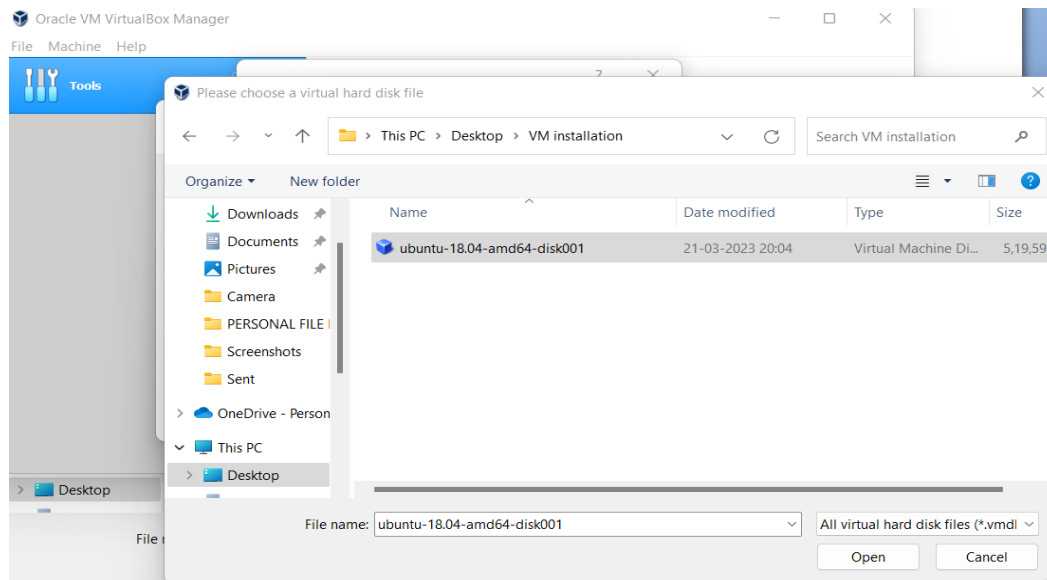 Oracle VM VirtualBox Manager
File Machine Help
Tools
?
Please choose a virtual hard disk file
This PC > Desktop > VM installation
Search VM installation
Organize
New folder
?
Name
Date modified
Type
Size
Downloads
ubuntu-18.04-amd64-disk001
21-03-2023 20:04
Virtual Machine Di...
5,19,59
Documents
Pictures
Camera
PERSONAL FILE
Screenshots
Sent
OneDrive - Person
This PC
Desktop
Desktop
File name: ubuntu-18.04-amd64-disk001
All virtual hard disk files (*.vmdl
File
Open
Cancel